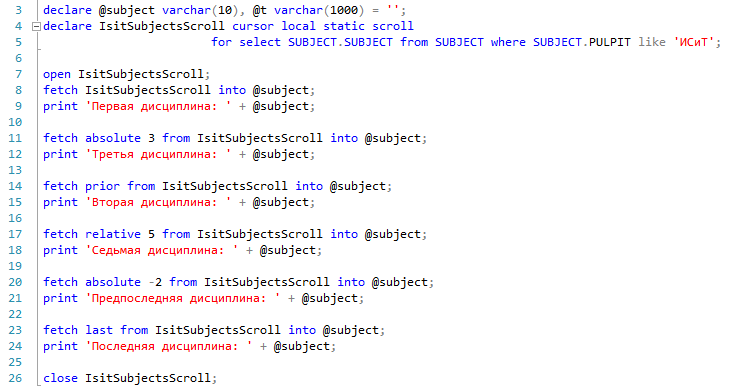 3 declare @subject varchar(10), @t varchar(1000) = '';
4 declare IsitSubjectsScroll cursor local static scroll
5 for select SUBJECT.SUBJECT from SUBJECT where SUBJECT.PULPIT like 'ИСиТ';
6
7 open IsitSubjectsScroll;
8 fetch IsitSubjectsScroll into @subject;
9 print 'Первая дисциплина: ' + @subject;
10
11 fetch absolute 3 from IsitSubjectsScroll into @subject;
12 print 'Третья дисциплина: ' + @subject;
13
14 fetch prior from IsitSubjectsScroll into @subject;
15 print 'Вторая дисциплина: ' + @subject;
16
17 fetch relative 5 from IsitSubjectsScroll into @subject;
18 print 'Седьмая дисциплина: ' + @subject;
19
20 fetch absolute -2 from IsitSubjectsScroll into @subject;
21 print 'Предпоследняя дисциплина: ' + @subject;
22
23 fetch last from IsitSubjectsScroll into @subject;
24 print 'Последняя дисциплина: ' + @subject;
25
26 close IsitSubjectsScroll;